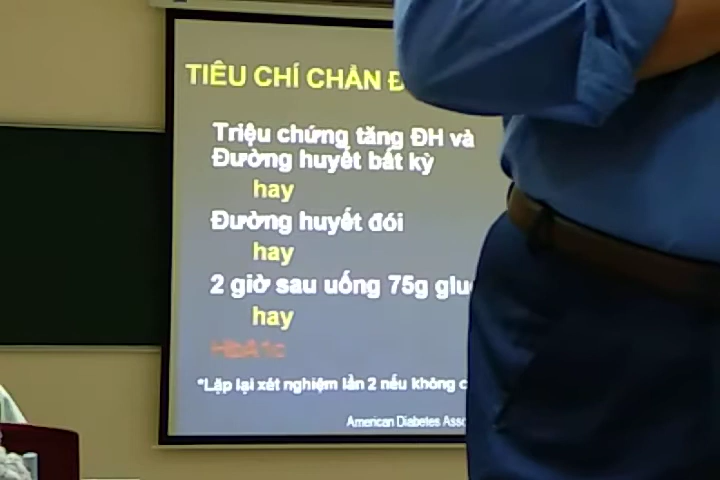 TIÊU CHÍ CHẨN
Triệu chứng tăng ĐH và
Đường huyết bất kỳ
hay
Đường huyết đói
hay
2 giờ sau uống 75g
hay
HbA1c
*Lặp lại xét nghiệm lần 2 nếu không
American Diabetes